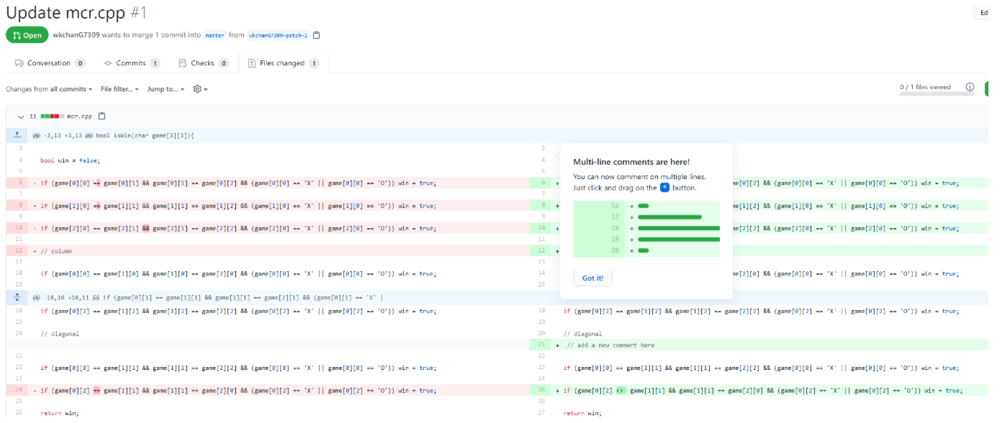 Update mcr.cpp #1
Ed
Open wkchanG7309 wants to merge 1 commit into master from wkchanG7309-patch-1
Conversation 0 Commits 1 Checks 0 Files changed 1
Changes from all commits File filter... Jump to...
0 / 1 files viewed
11 mcr.cpp
@@ -3,13 +3,13 @@ bool isWin(char game[3][3]){
3
4 bool win = false;
5
6 - if (game[0][0] == game[0][1] && game[0][1] == game[0][2] && (game[0][0] == 'X' || game[0][0] == 'O')) win = true;
7
8 - if (game[1][0] == game[1][1] && game[1][1] == game[1][2] && (game[1][0] == 'X' || game[1][0] == 'O')) win = true;
9
10 - if (game[2][0] == game[2][1] && game[2][1] == game[2][2] && (game[2][0] == 'X' || game[2][0] == 'O')) win = true;
11
12 - // column
13
14 if (game[0][0] == game[1][0] && game[1][0] == game[2][0] && (game[0][0] == 'X' || game[0][0] == 'O')) win = true;
15
@@ -18,10 +18,11 @@ if (game[0][1] == game[1][1] && game[1][1] == game[2][1] && (game[0][1] == 'X' |
18 if (game[0][2] == game[1][2] && game[1][2] == game[2][2] && (game[0][2] == 'X' || game[0][2] == 'O')) win = true;
19
20 // diagonal
21
22 if (game[0][0] == game[1][1] && game[1][1] == game[2][2] && (game[0][0] == 'X' || game[0][0] == 'O')) win = true;
23
24 - if (game[0][2] == game[1][1] && game[1][1] == game[2][0] && (game[0][2] == 'X' || game[0][2] == 'O')) win = true;
25
26 return win;
3
4
5
6 + me[0][2] && (game[0][0] == 'X' || game[0][0] == 'O')) win = true;
7
8 + me[1][2] && (game[1][0] == 'X' || game[1][0] == 'O')) win = true;
9
10 + me[2][2] && (game[2][0] == 'X' || game[2][0] == 'O')) win = true;
11
12 +
13
14 me[2][0] && (game[0][0] == 'X' || game[0][0] == 'O')) win = true;
15
18 if (game[0][2] == game[1][2] && game[1][2] == game[2][2] && (game[0][2] == 'X' || game[0][2] == 'O')) win = true;
19
20 // diagonal
21 + // add a new comment here
22
23 if (game[0][0] == game[1][1] && game[1][1] == game[2][2] && (game[0][0] == 'X' || game[0][0] == 'O')) win = true;
24
25 + if (game[0][2] <> game[1][1] && game[1][1] == game[2][0] && (game[0][2] == 'X' || game[0][2] == 'O')) win = true;
26
27 return win;
Multi-line comments are here!
You can now comment on multiple lines.
Just click and drag on the + button.
16 +
17 +
18 +
19 +
20 +
Got it!